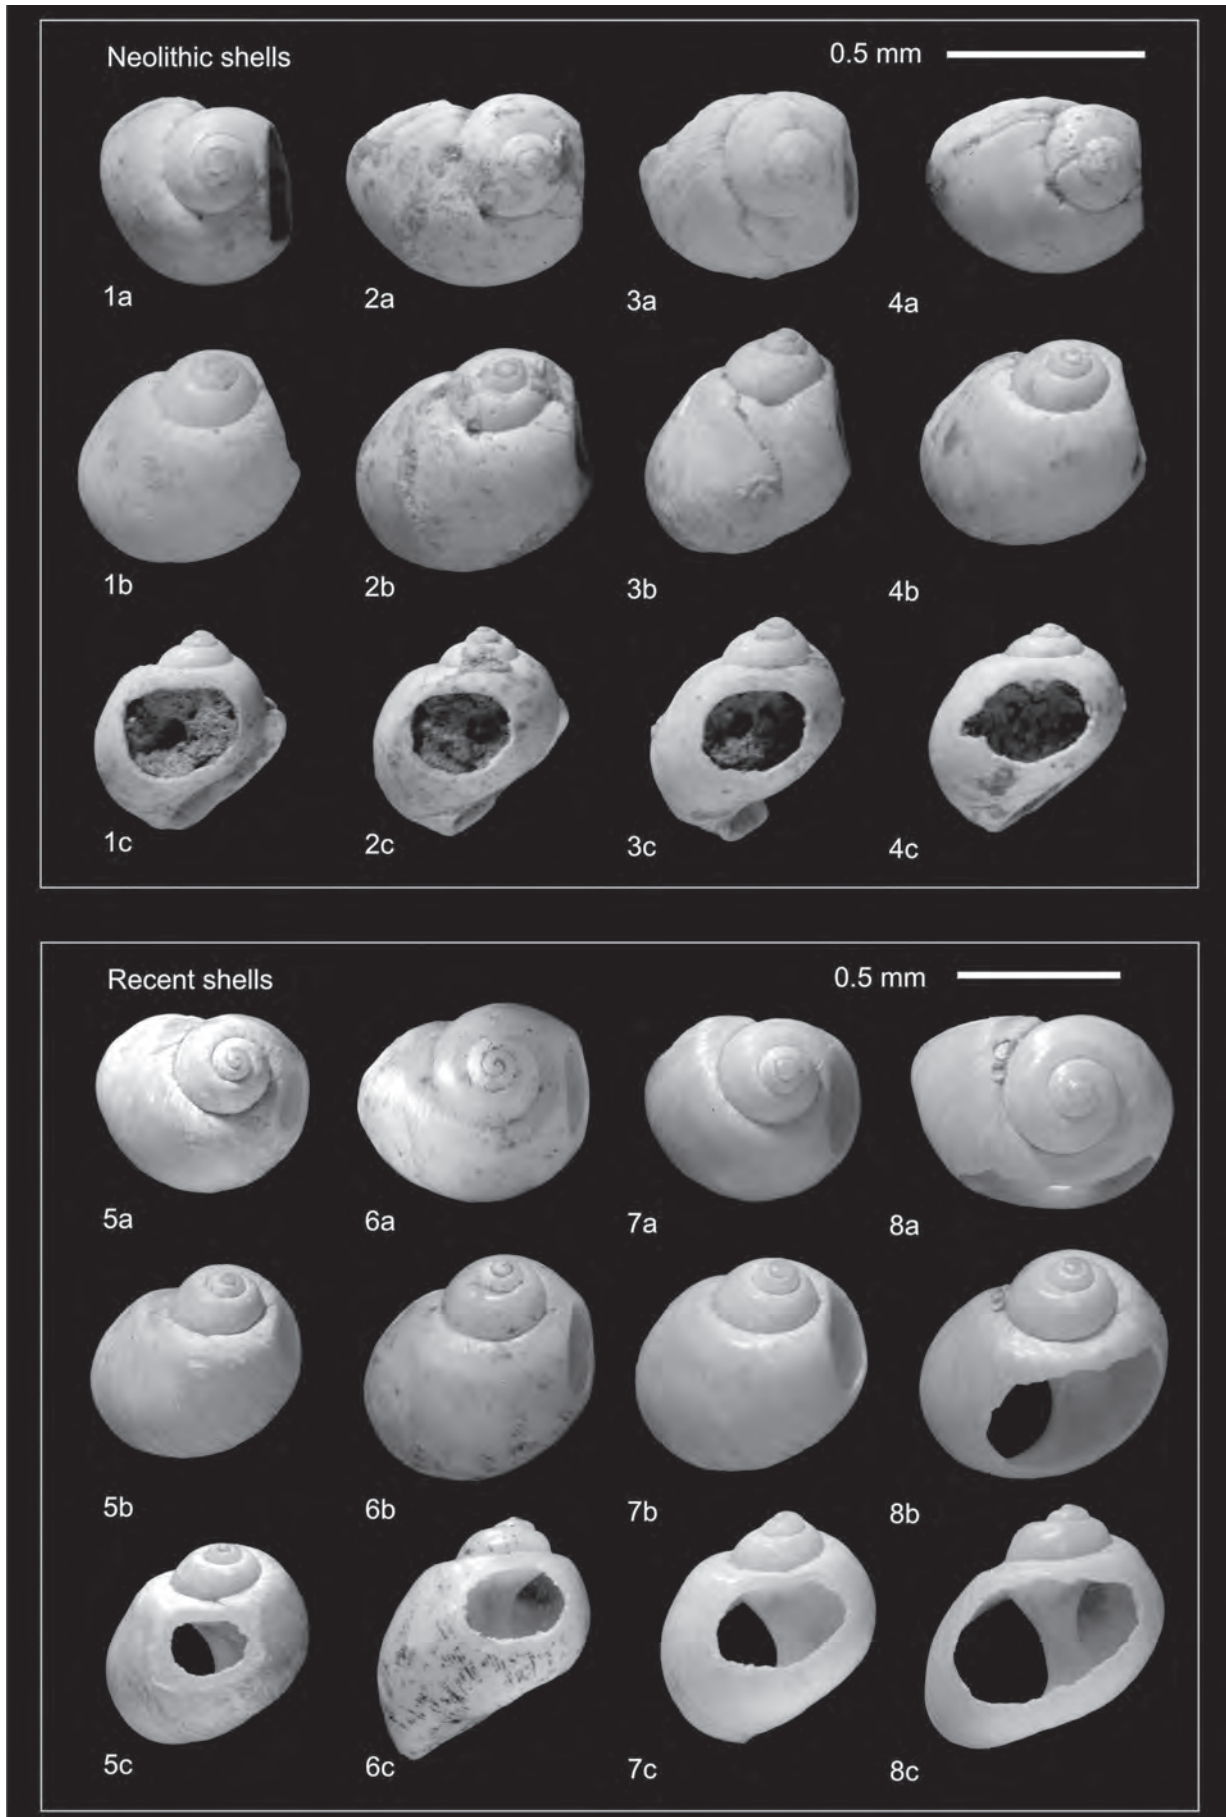 Neolithic shells 0.5 mm
1a 2a 3a 4a
1b 2b 3b 4b
1c 2c 3c 4c
Recent shells 0.5 mm
5a 6a 7a 8a
5b 6b 7b 8b
5c 6c 7c 8c